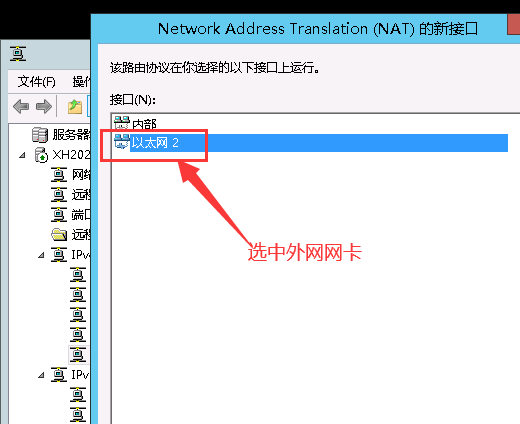 Network Address Translation (NAT) 的新接口
文件(F)
该路由协议在你选择的以下接口上运行。
接口(N):
内部
以太网 2
选中外网网卡
服务器
XH202
网络
远程
端口
远程
IPv
IPv